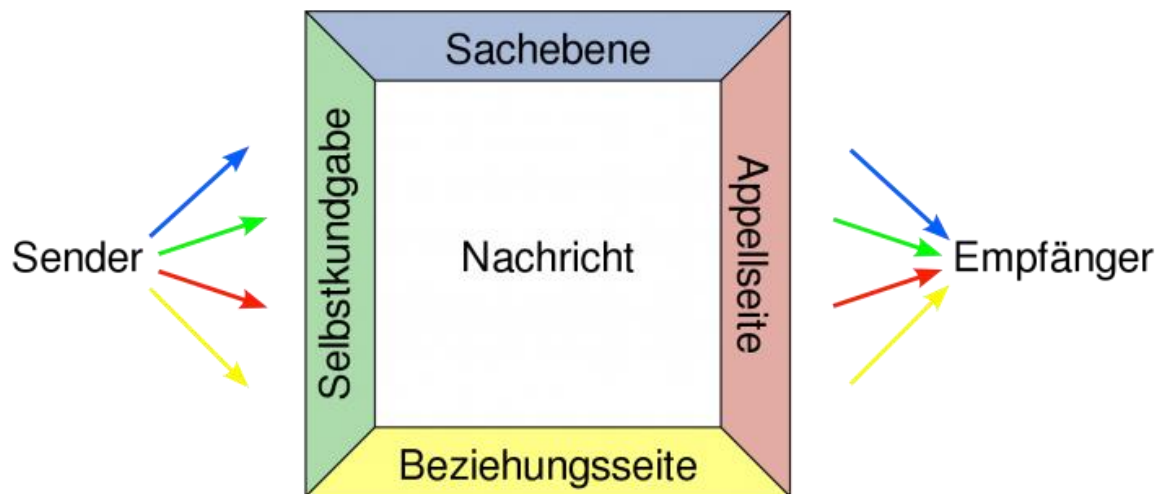 Sachebene
Selbstkundgabe
Appellseite
Sender
Nachricht
Empfänger
Beziehungsseite